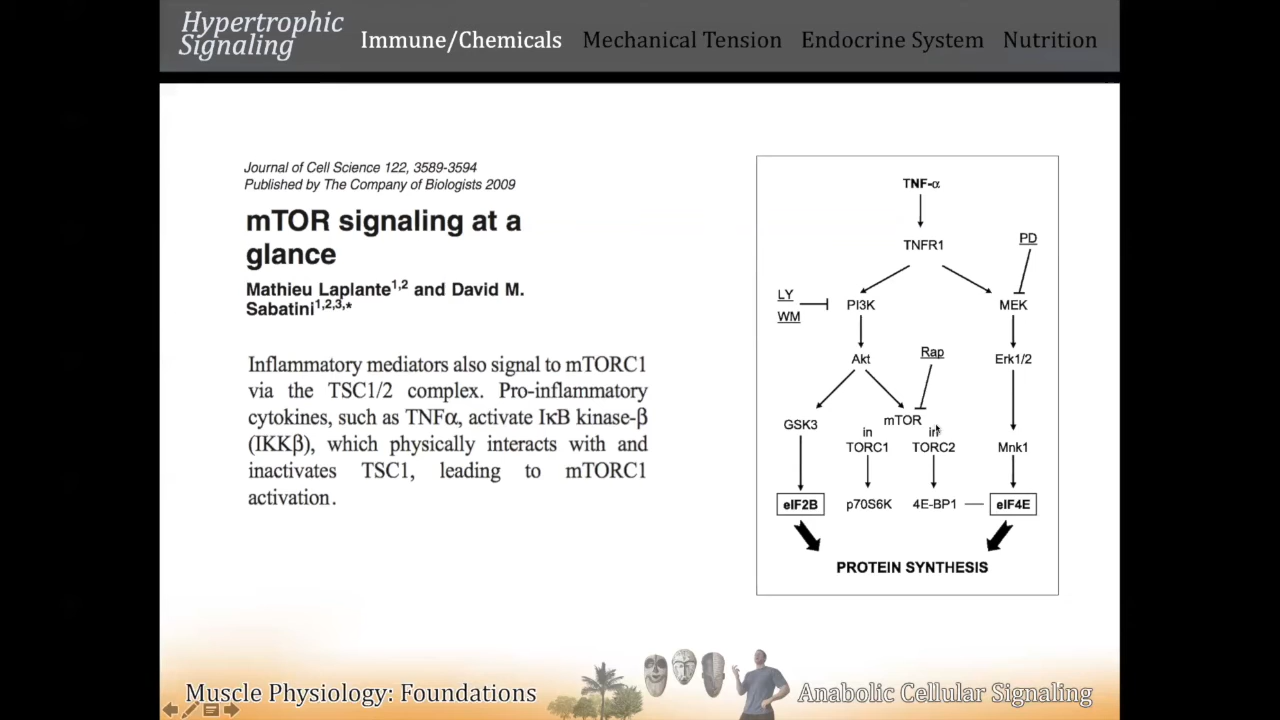 Hypertrophic
Signaling
Immune/Chemicals Mechanical Tension Endocrine System Nutrition
Journal of Cell Science 122, 3589-3594
Published by The Company of Biologists 2009
mTOR signaling at a
glance
Mathieu Laplante1,2 and David M.
Sabatini1,2,3,*
Inflammatory mediators also signal to mTORC1
via the TSC1/2 complex. Pro-inflammatory
cytokines, such as TNFα, activate IκB kinase-β
(IKKβ), which physically interacts with and
inactivates TSC1, leading to mTORC1
activation.
TNF-α
TNFR1
PD
LY
WM
PI3K
MEK
Akt
Rap
Erk1/2
GSK3
mTOR
in
in
TORC1
TORC2
Mnk1
eIF2B
p70S6K
4E-BP1
eIF4E
PROTEIN SYNTHESIS
Muscle Physiology: Foundations
Anabolic Cellular Signaling